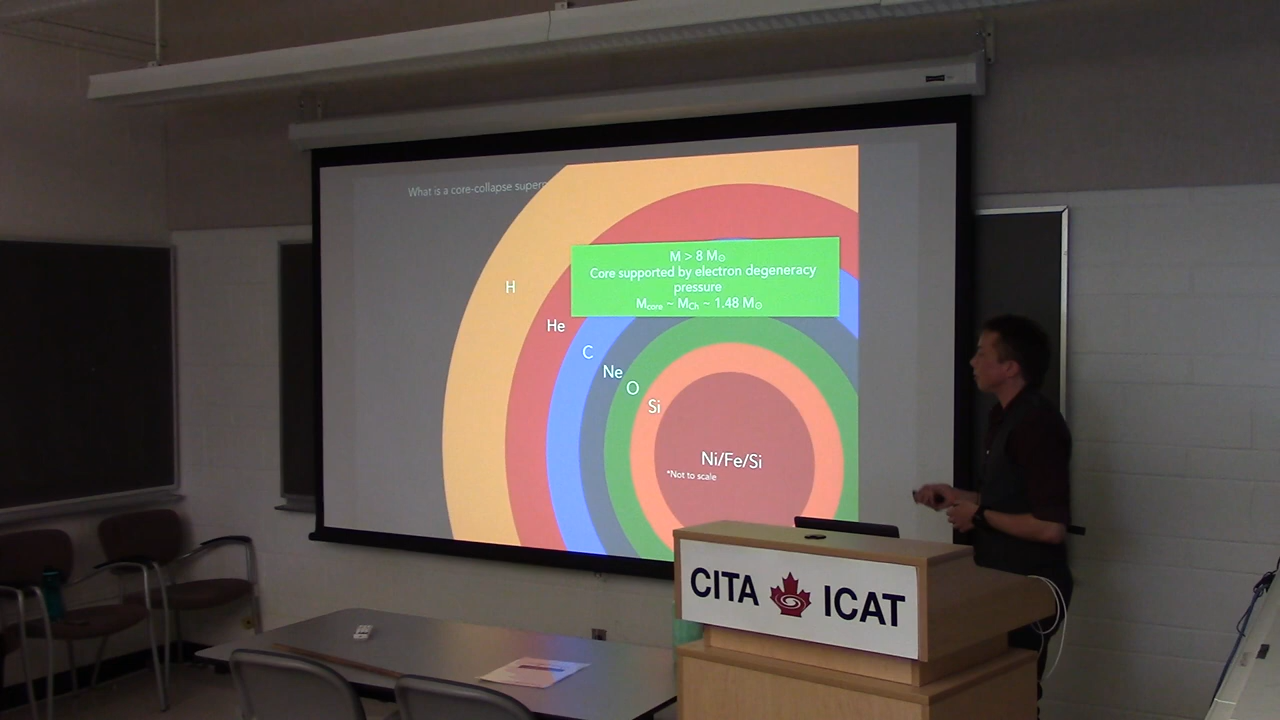 What is a core-collapse
M > 8 M☉
Core supported by electron degeneracy
pressure
Mcore ~ MCh ~ 1.48 M☉
H
He
C
Ne
O
Si
Ni/Fe/Si
*Not to scale
CITA ICAT